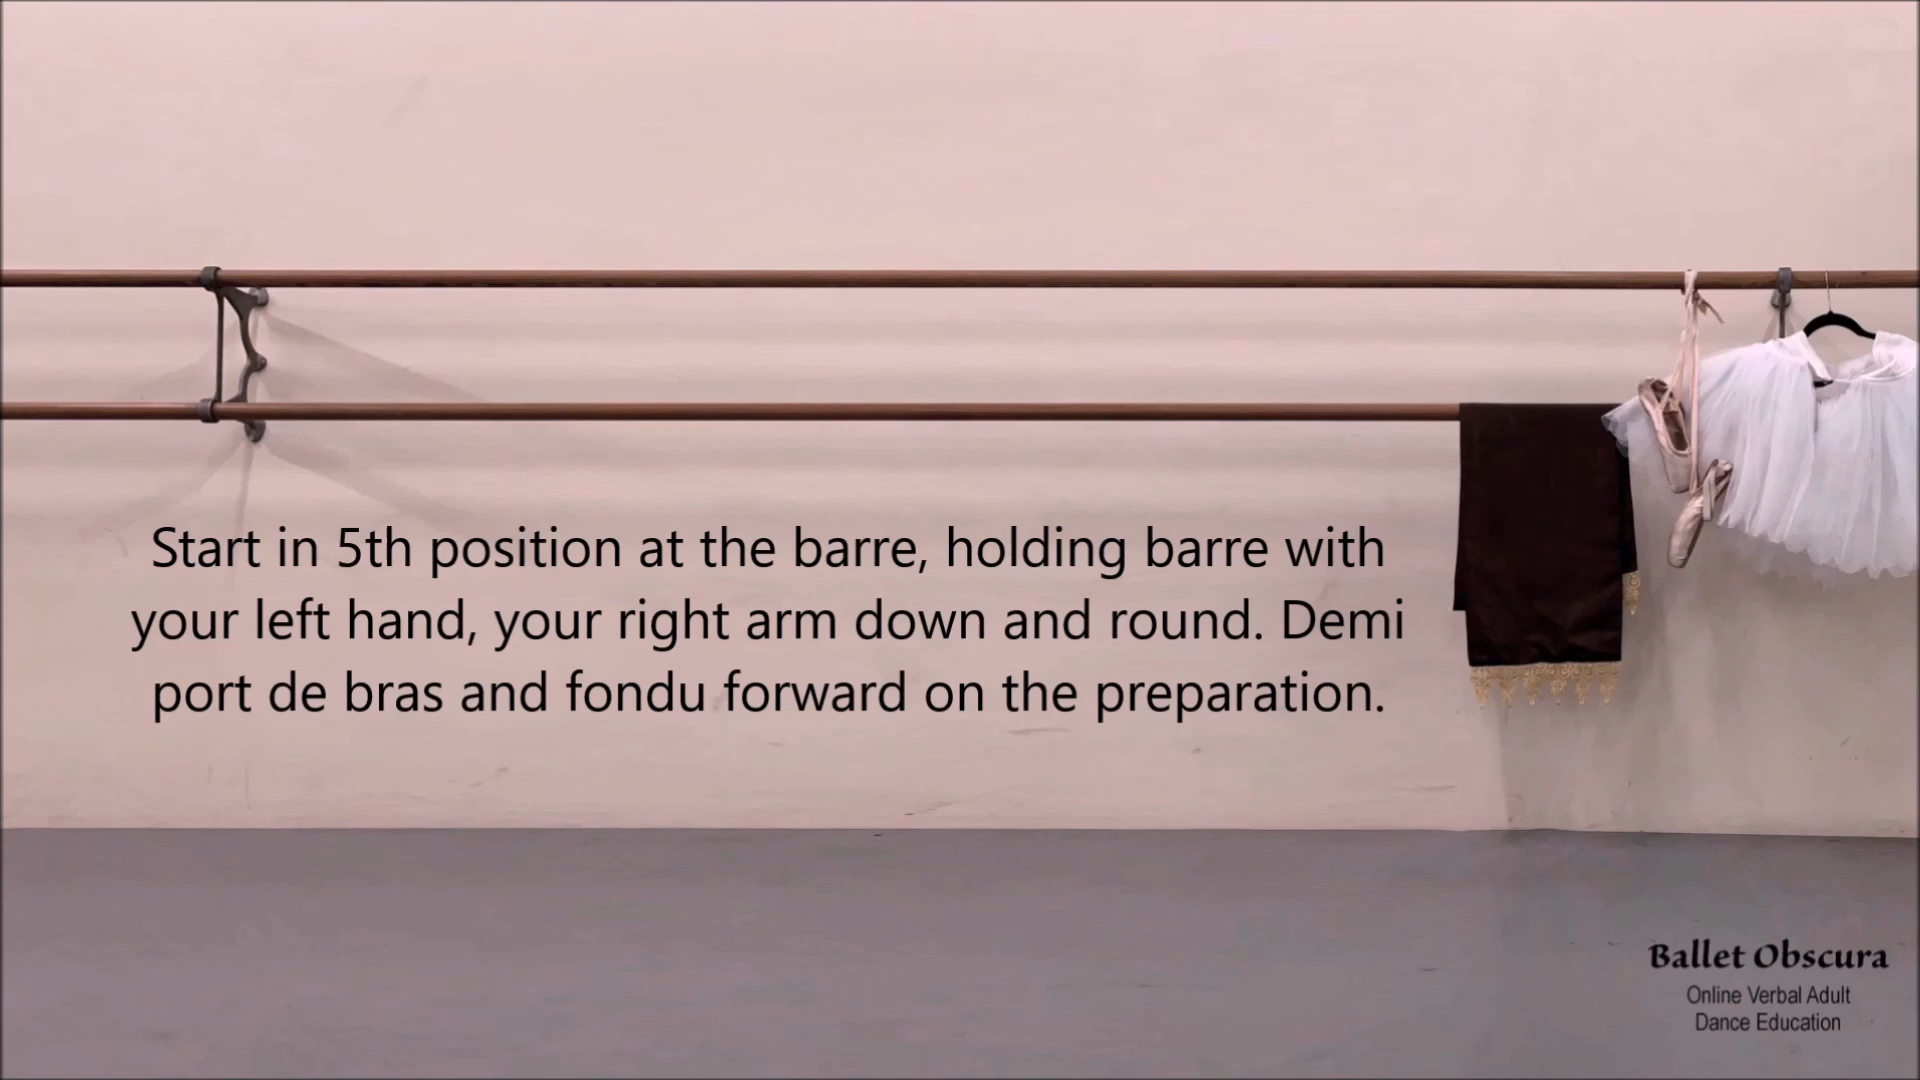 Start in 5th position at the barre, holding barre with
your left hand, your right arm down and round. Demi
port de bras and fondu forward on the preparation.
Ballet Obscura
Online Verbal Adult
Dance Education